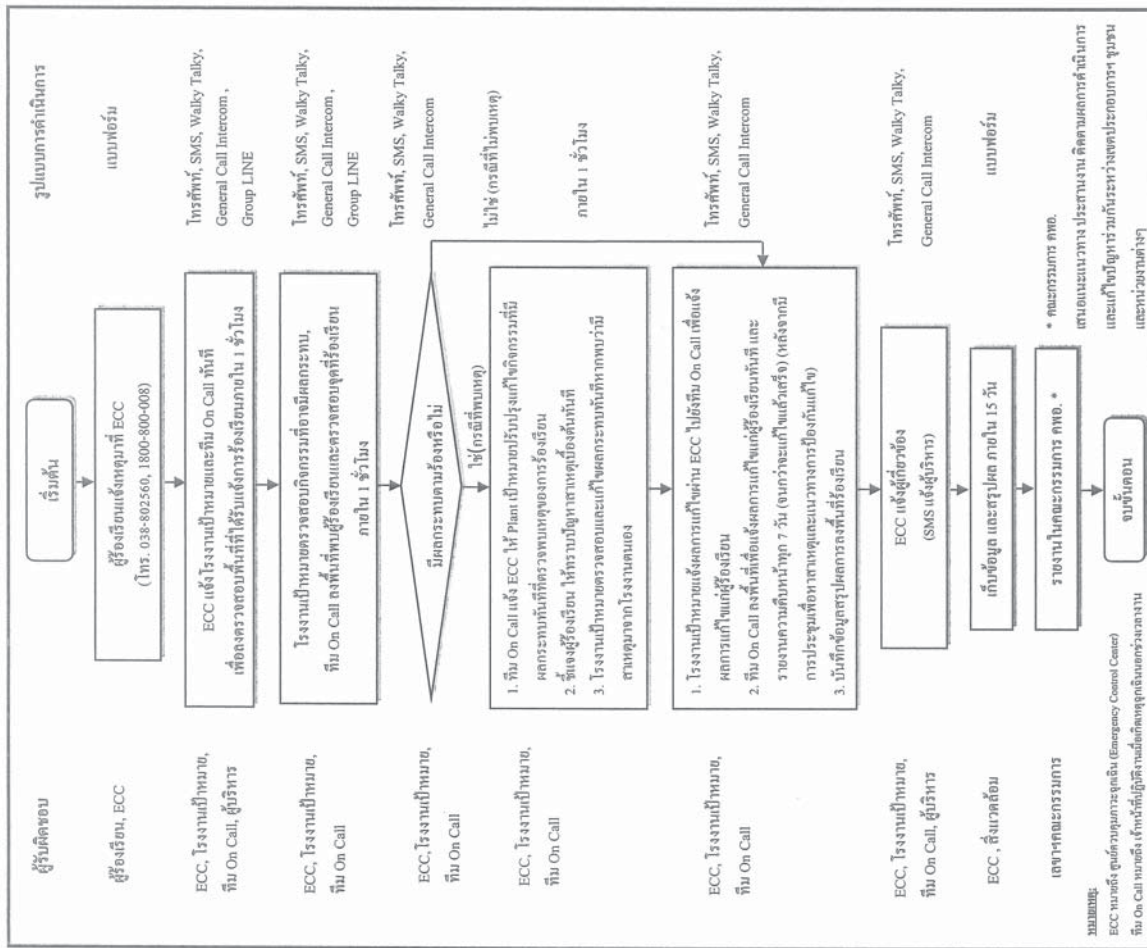 ผู้รับผิดชอบ
รูปแบบการดำเนินการ
เริ่มต้น
ผู้ร้องเรียน, ECC
ผู้ร้องเรียนแจ้งเหตุมาที่ ECC
(โทร. 038-802560, 1800-800-008)
แบบฟอร์ม
ECC, โรงงานเป้าหมาย,
ทีม On Call, ผู้บริหาร
ECC แจ้งโรงงานเป้าหมายและทีม On Call ทันที
เพื่อลงตรวจสอบพื้นที่ที่ได้รับแจ้งการร้องเรียนภายใน 1 ชั่วโมง
โทรศัพท์, SMS, Walky Talky,
General Call Intercom ,
Group LINE
ECC, โรงงานเป้าหมาย,
ทีม On Call
โรงงานเป้าหมายตรวจสอบกิจกรรมที่อาจมีผลกระทบ,
ทีม On Call ลงพื้นที่พบผู้ร้องเรียนและตรวจสอบจุดที่ร้องเรียน
ภายใน 1 ชั่วโมง
โทรศัพท์, SMS, Walky Talky,
General Call Intercom ,
Group LINE
ECC, โรงงานเป้าหมาย,
ทีม On Call
มีผลกระทบตามร้องหรือไม่
โทรศัพท์, SMS, Walky Talky,
General Call Intercom
ใช่(กรณีที่พบเหตุ)
ไม่ใช่ (กรณีที่ไม่พบเหตุ)
ECC, โรงงานเป้าหมาย,
ทีม On Call
1. ทีม On Call แจ้ง ECC ให้ Plant เป้าหมายปรับปรุงแก้ไขกิจกรรมที่มี
ผลกระทบทันทีที่ตรวจพบเหตุของการร้องเรียน
2. ชี้แจงผู้ร้องเรียน ให้ทราบปัญหาสาเหตุเบื้องต้นทันที
3. โรงงานเป้าหมายตรวจสอบและแก้ไขผลกระทบทันทีหากพบว่ามี
สาเหตุมาจากโรงงานตนเอง
ภายใน 1 ชั่วโมง
ECC, โรงงานเป้าหมาย,
ทีม On Call
1. โรงงานเป้าหมายแจ้งผลการแก้ไขผ่าน ECC ไปยังทีม On Call เพื่อแจ้ง
ผลการแก้ไขแก่ผู้ร้องเรียน
2. ทีม On Call ลงพื้นที่เพื่อแจ้งผลการแก้ไขแก่ผู้ร้องเรียนทันที และ
รายงานความคืบหน้าทุก 7 วัน (จนกว่าจะแก้ไขแล้วเสร็จ) (หลังจากมี
การประชุมเพื่อหาสาเหตุและแนวทางการป้องกันแก้ไข)
3. บันทึกข้อมูลสรุปผลการลงพื้นที่ร้องเรียน
โทรศัพท์, SMS, Walky Talky,
General Call Intercom
ECC, โรงงานเป้าหมาย,
ทีม On Call, ผู้บริหาร
ECC แจ้งผู้เกี่ยวข้อง
(SMS แจ้งผู้บริหาร)
โทรศัพท์, SMS, Walky Talky,
General Call Intercom
ECC , สิ่งแวดล้อม
เก็บข้อมูล และสรุปผล ภายใน 15 วัน
แบบฟอร์ม
เลขาฯคณะกรรมการ
รายงานในคณะกรรมการ คพอ. *
* คณะกรรมการ คพอ.
เสนอแนะแนวทาง ประสานงาน ติดตามผลการดำเนินการ
และแก้ไขปัญหาร่วมกันระหว่างเขตประกอบการฯ ชุมชน
และหน่วยงานต่างๆ
จบขั้นตอน
หมายเหตุ:
ECC หมายถึง ศูนย์ควบคุมภาวะฉุกเฉิน (Emergency Control Center)
ทีม On Call หมายถึง เจ้าหน้าที่ปฏิบัติงานเมื่อเกิดเหตุฉุกเฉินนอกช่วงเวลางาน